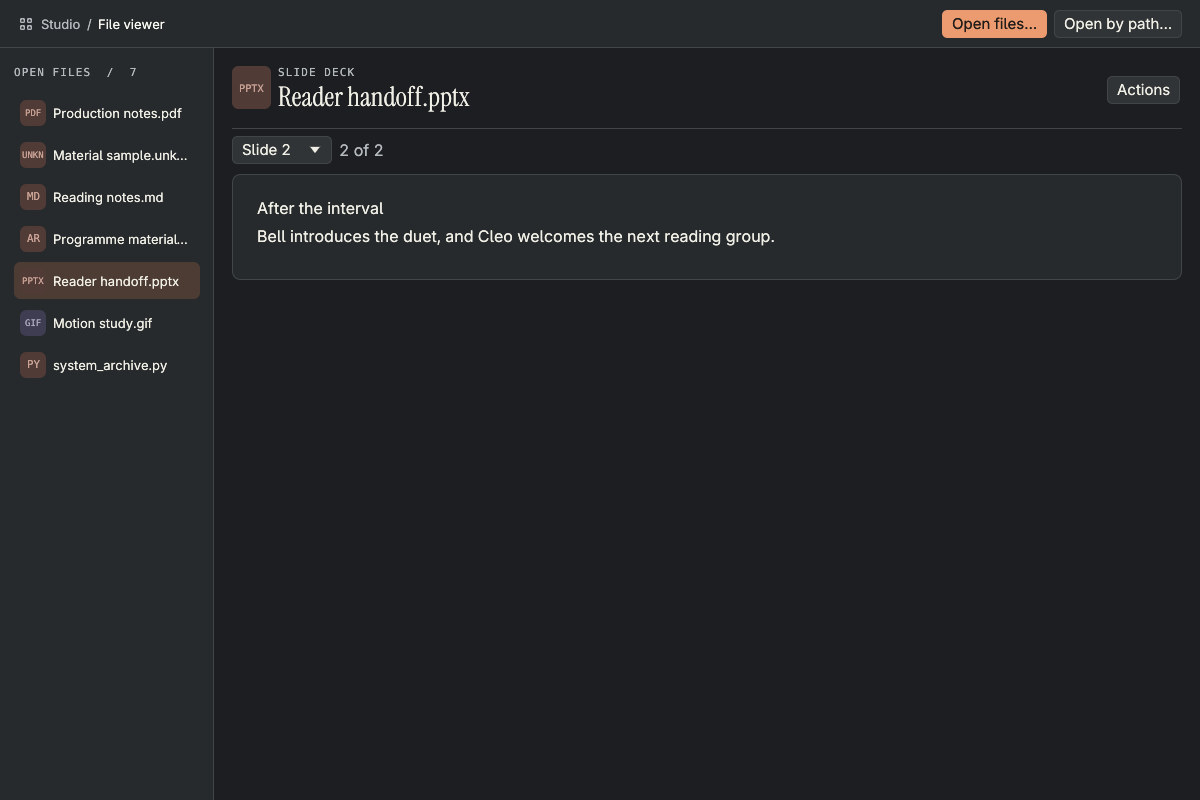 Studio / File viewer
Open files...
Open by path...
OPEN FILES / 7
PDF Production notes.pdf
UNKN Material sample.unk...
MD Reading notes.md
AR Programme material...
PPTX Reader handoff.pptx
GIF Motion study.gif
PY system_archive.py
PPTX
SLIDE DECK
Reader handoff.pptx
Actions
Slide 2
2 of 2
After the interval
Bell introduces the duet, and Cleo welcomes the next reading group.